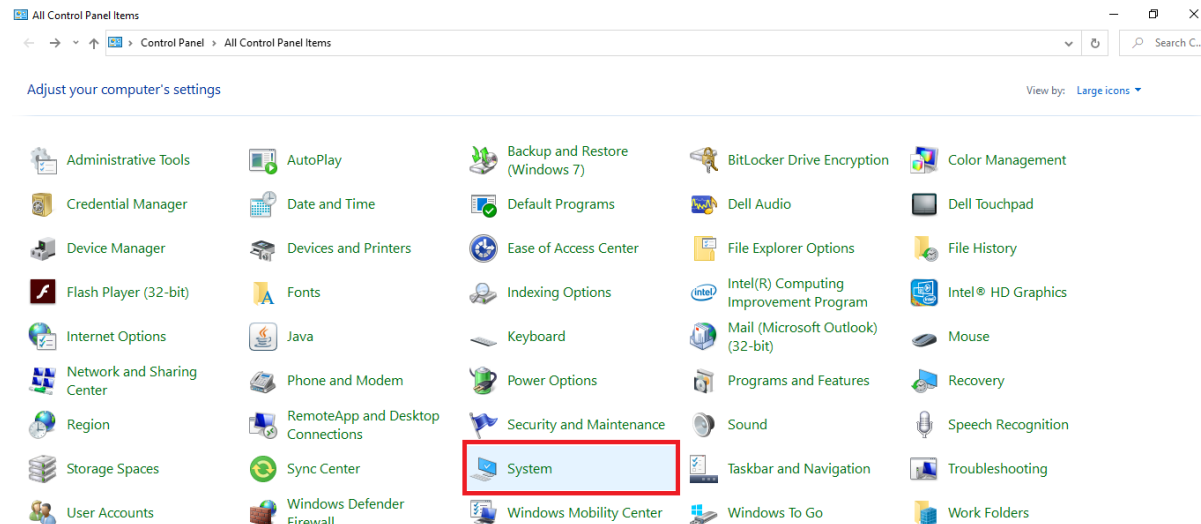 All Control Panel Items
Control Panel > All Control Panel Items
Search C...
Adjust your computer's settings
View by: Large icons
Administrative Tools
AutoPlay
Backup and Restore
(Windows 7)
BitLocker Drive Encryption
Color Management
Credential Manager
Date and Time
Default Programs
Dell Audio
Dell Touchpad
Device Manager
Devices and Printers
Ease of Access Center
File Explorer Options
File History
Flash Player (32-bit)
Fonts
Indexing Options
intel
Intel(R) Computing
Improvement Program
Intel® HD Graphics
Internet Options
Java
Keyboard
Mail (Microsoft Outlook)
(32-bit)
Mouse
Network and Sharing
Center
Phone and Modem
Power Options
Programs and Features
Recovery
Region
RemoteApp and Desktop
Connections
Security and Maintenance
Sound
Speech Recognition
Storage Spaces
Sync Center
System
Taskbar and Navigation
Troubleshooting
User Accounts
Windows Defender
Firewall
Windows Mobility Center
Windows To Go
Work Folders